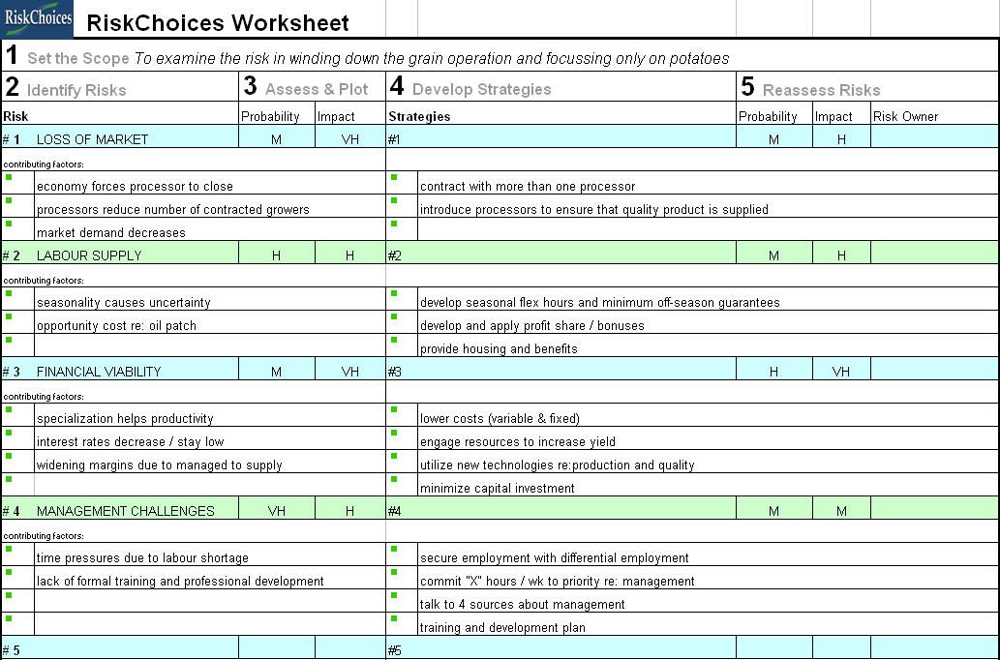 RiskChoices RiskChoices Worksheet
1 Set the Scope To examine the risk in winding down the grain operation and focussing only on potatoes
2 Identify Risks 3 Assess & Plot 4 Develop Strategies 5 Reassess Risks
Risk Probability Impact Strategies Probability Impact Risk Owner
# 1 LOSS OF MARKET M VH #1 M H
contributing factors:
economy forces processor to close contract with more than one processor
processors reduce number of contracted growers introduce processors to ensure that quality product is supplied
market demand decreases
# 2 LABOUR SUPPLY H H #2 M H
contributing factors:
seasonality causes uncertainty develop seasonal flex hours and minimum off-season guarantees
opportunity cost re: oil patch develop and apply profit share / bonuses
provide housing and benefits
# 3 FINANCIAL VIABILITY M VH #3 H VH
contributing factors:
specialization helps productivity lower costs (variable & fixed)
interest rates decrease / stay low engage resources to increase yield
widening margins due to managed to supply utilize new technologies re:production and quality
minimize capital investment
# 4 MANAGEMENT CHALLENGES VH H #4 M M
contributing factors:
time pressures due to labour shortage secure employment with differential employment
lack of formal training and professional development commit "X" hours / wk to priority re: management
talk to 4 sources about management
training and development plan
# 5 #5